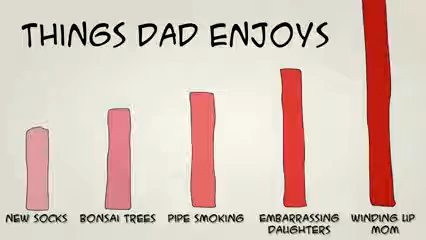 THINGS DAD ENJOYS
NEW SOCKS
BONSAI TREES
PIPE SMOKING
EMBARRASSING
DAUGHTERS
WINDING UP
MOM